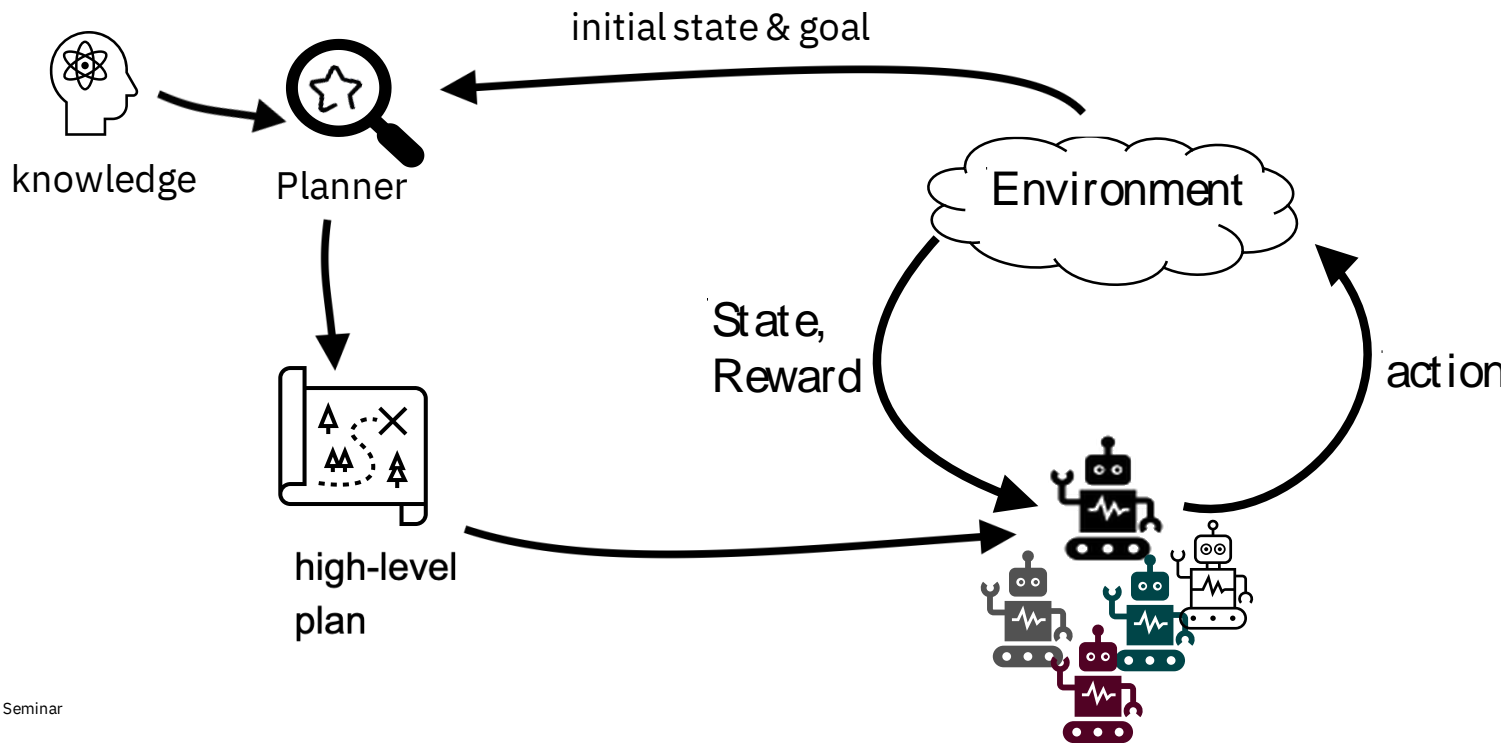 initial state & goal
knowledge
Planner
Environment
State,
Reward
action
high-level
plan
Seminar